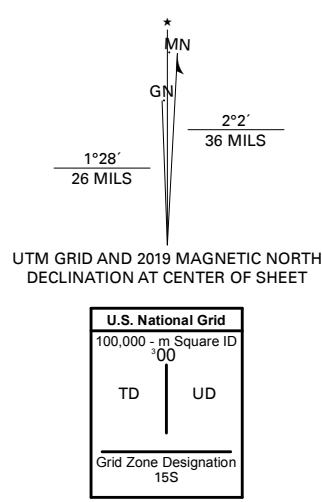 ★
MN
GN
2°2´
36 MILS
1°28´
26 MILS
UTM GRID AND 2019 MAGNETIC NORTH
DECLINATION AT CENTER OF SHEET
U.S. National Grid
100,000 - m Square ID
³00
TD UD
Grid Zone Designation
15S